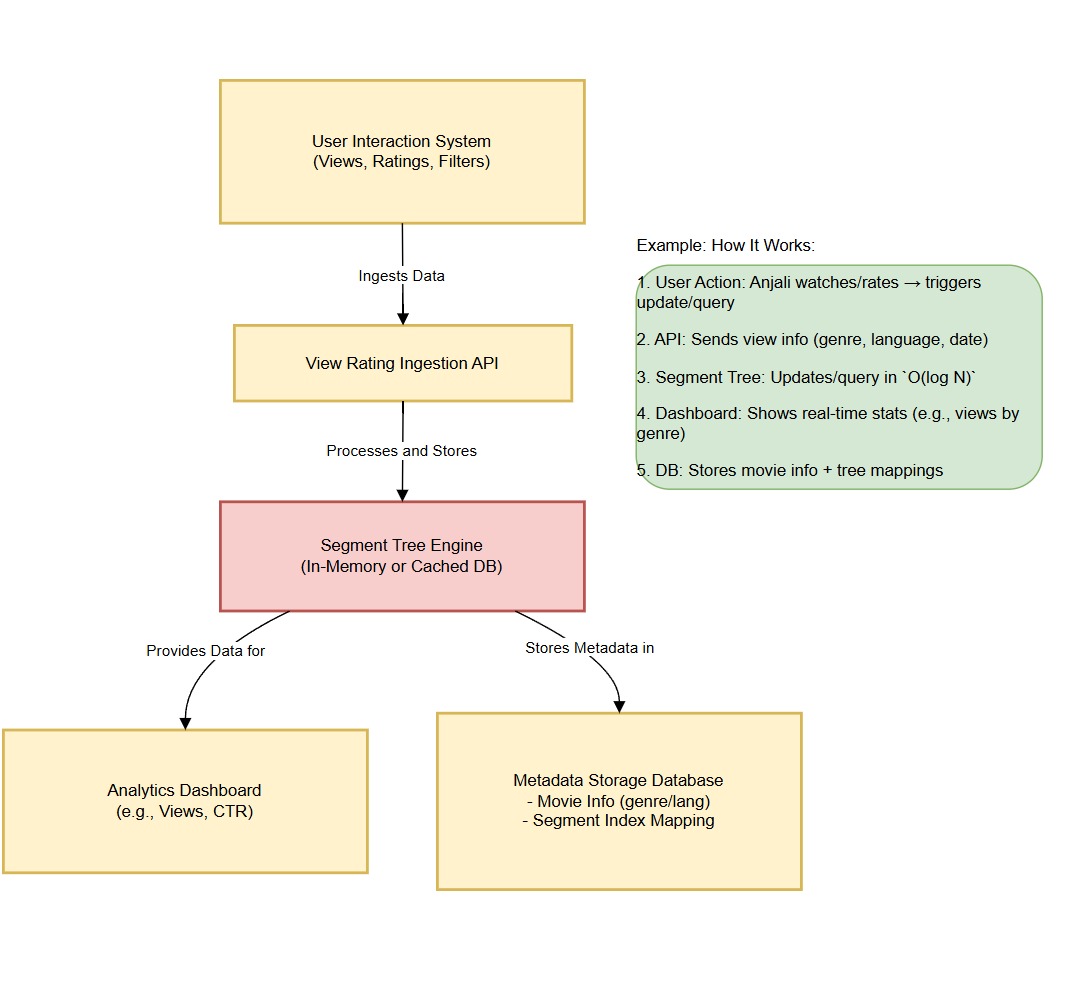 User Interaction System
(Views, Ratings, Filters)
Ingests Data
View Rating Ingestion API
Processes and Stores
Segment Tree Engine
(In-Memory or Cached DB)
Provides Data for
Stores Metadata in
Analytics Dashboard
(e.g., Views, CTR)
Metadata Storage Database
- Movie Info (genre/lang)
- Segment Index Mapping
Example: How It Works:
1. User Action: Anjali watches/rates → triggers
update/query
2. API: Sends view info (genre, language, date)
3. Segment Tree: Updates/query in `O(log N)`
4. Dashboard: Shows real-time stats (e.g., views by
genre)
5. DB: Stores movie info + tree mappings